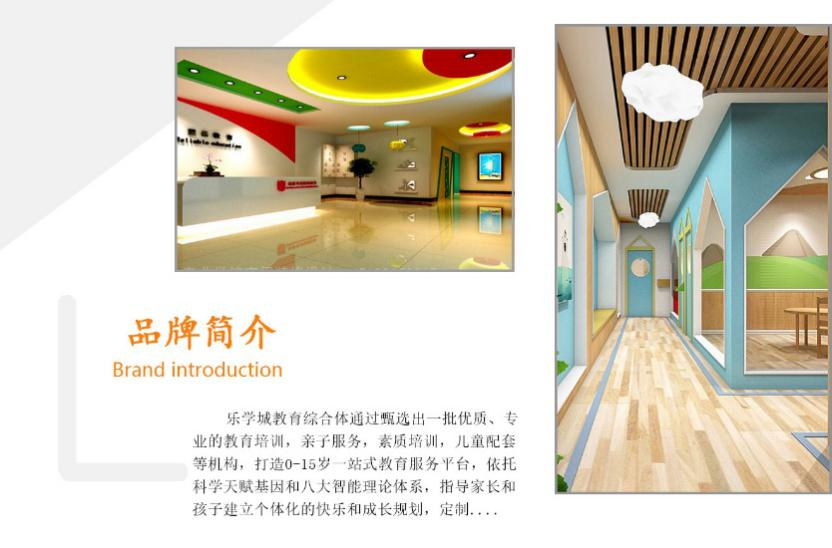 品牌简介
Brand introduction
乐学城教育综合体通过甄选出一批优质、专
业的教育培训，亲子服务，素质培训，儿童配套
等机构，打造0-15岁一站式教育服务平台，依托
科学天赋基因和八大智能理论体系，指导家长和
孩子建立个体化的快乐和成长规划，定制....